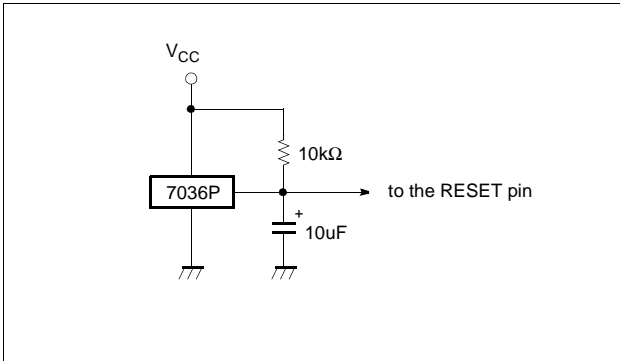 VCC
10kΩ
7036P
to the RESET pin
+
10uF